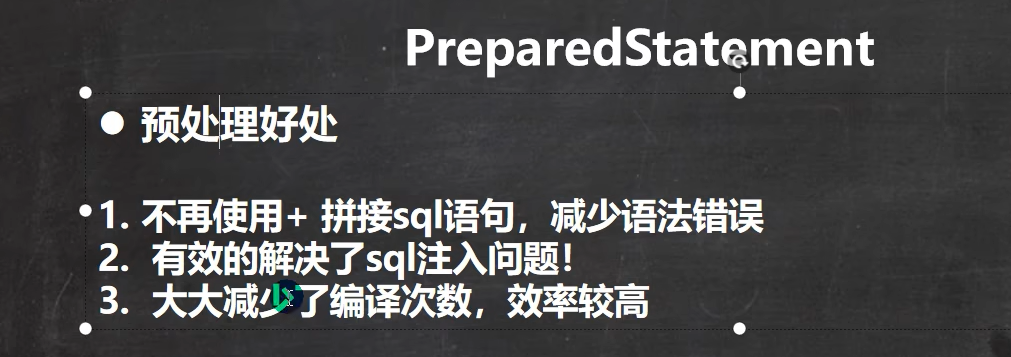 PreparedStatement
● 预处理好处
1. 不再使用+ 拼接sql语句，减少语法错误
2. 有效的解决了sql注入问题！
3. 大大减少了编译次数，效率较高